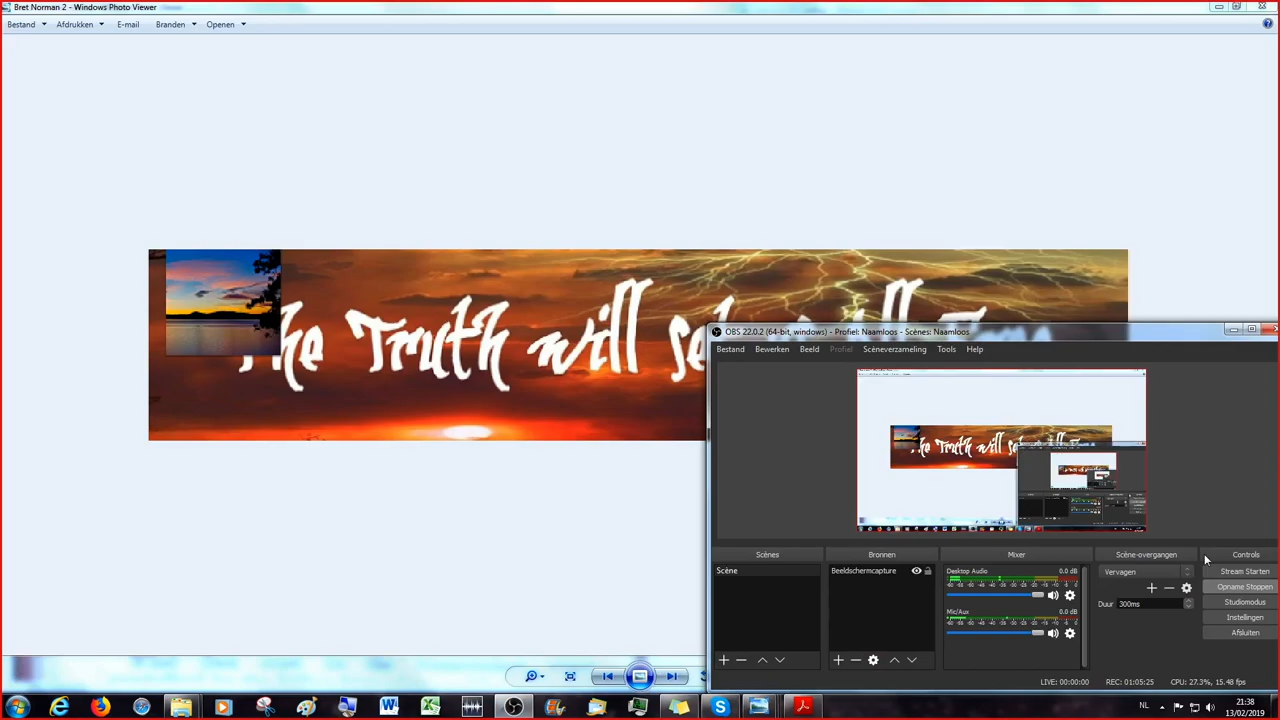 Bret Norman 2 - Windows Photo Viewer
Bestand Afdrukken E-mail Branden Openen
The Truth will se
OBS 22.0.2 (64-bit, windows) - Profiel: Naamloos - Scènes: Naamloos
Bestand Bewerken Beeld Profiel Scèneverzameling Tools Help
Scènes Bronnen Mixer Scène-overgangen Controls
Scène
Beeldschermcapture
Desktop Audio 0.0 dB
Mic/Aux 0.0 dB
Vervagen
Duur 300ms
Stream Starten
Opname Stoppen
Studiomodus
Instellingen
Afsluiten
LIVE: 00:00:00 REC: 01:05:25 CPU: 27.3%, 15.48 fps
NL
21:38
13/02/2019